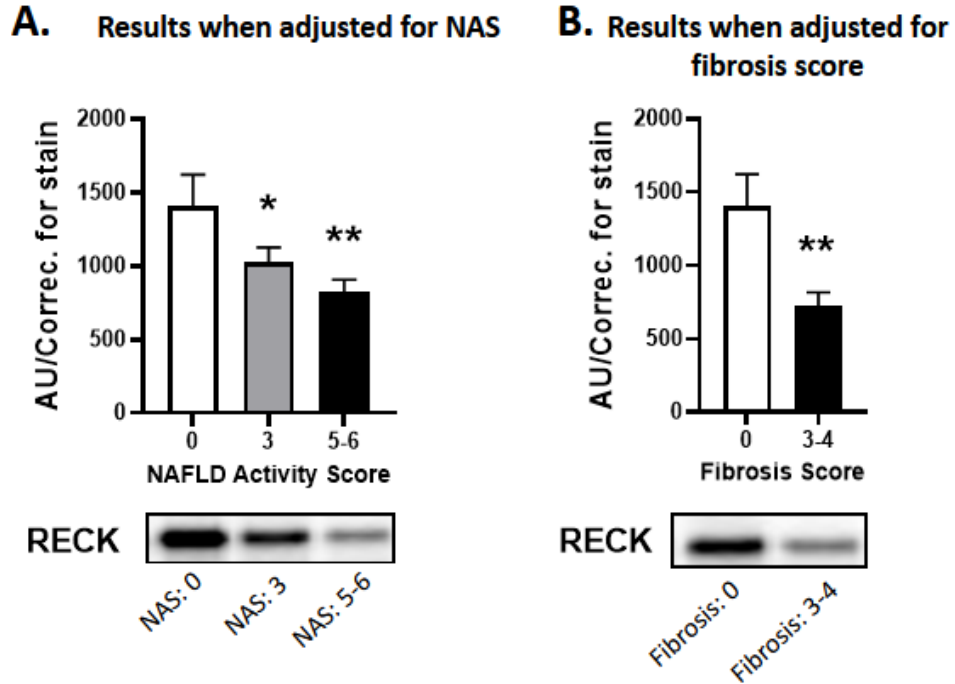 A. Results when adjusted for NAS
AU/Correc. for stain
2000
1500
1000
500
0
*
**
0 3 5-6
NAFLD Activity Score
RECK
NAS: 0 NAS: 3 NAS: 5-6
B. Results when adjusted for
fibrosis score
AU/Correc. for stain
2000
1500
1000
500
0
**
0 3-4
Fibrosis Score
RECK
Fibrosis: 0 Fibrosis: 3-4